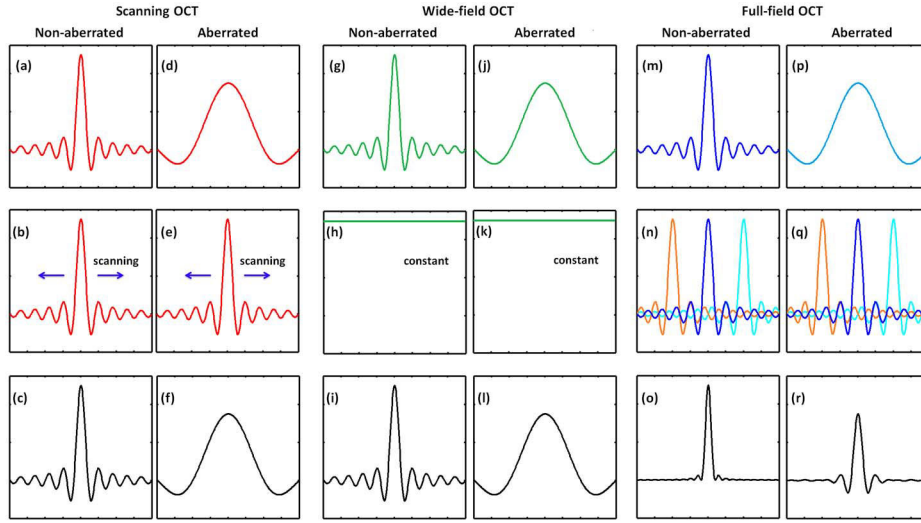 Scanning OCT Wide-field OCT Full-field OCT
Non-aberrated Aberrated Non-aberrated Aberrated Non-aberrated Aberrated
(a) (d) (g) (j) (m) (p)
(b) (e) (h) (k) (n) (q)
scanning scanning constant constant
(c) (f) (i) (l) (o) (r)